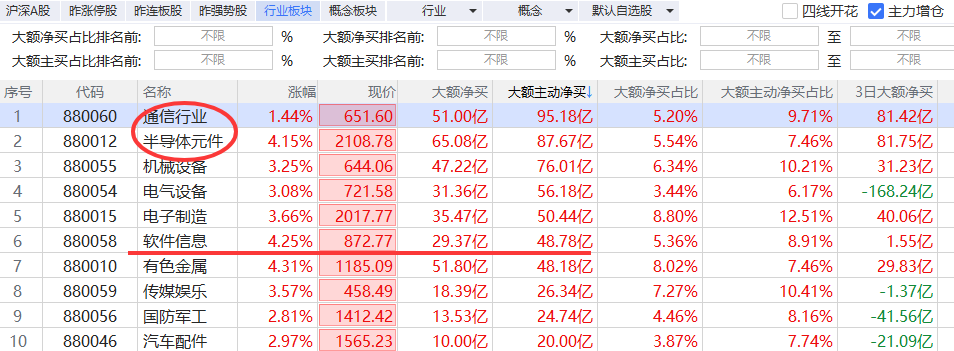 沪深A股 昨涨停股 昨连板股 昨强势股 行业板块 概念板块 行业 概念 默认自选股 四线开花 主力增仓
大额净买占比排名前: 不限 % 大额净买排名前: 不限 % 大额净买占比: 不限 至 不限
大额主买占比排名前: 不限 % 大额主买排名前: 不限 % 大额主买占比: 不限 至 不限
序号 代码 名称 涨幅 现价 大额净买 大额主动净买↓ 大额净买占比 大额主动净买占比 3日大额净买
1 880060 通信行业 1.44% 651.60 51.00亿 95.18亿 5.20% 9.71% 81.42亿
2 880012 半导体元件 4.15% 2108.78 65.08亿 87.67亿 5.54% 7.46% 81.75亿
3 880055 机械设备 3.25% 644.06 47.22亿 76.01亿 6.34% 10.21% 31.23亿
4 880054 电气设备 3.08% 721.58 31.36亿 56.18亿 3.44% 6.17% -168.24亿
5 880015 电子制造 3.66% 2017.77 35.47亿 50.44亿 8.80% 12.51% 40.06亿
6 880058 软件信息 4.25% 872.77 29.37亿 48.78亿 5.36% 8.91% 1.55亿
7 880010 有色金属 4.31% 1185.09 51.80亿 48.18亿 8.02% 7.46% 29.83亿
8 880059 传媒娱乐 3.57% 458.49 18.39亿 26.34亿 7.27% 10.41% -1.37亿
9 880056 国防军工 2.81% 1412.42 13.53亿 24.74亿 4.46% 8.16% -41.56亿
10 880046 汽车配件 2.97% 1565.23 10.00亿 20.00亿 3.87% 7.74% -21.09亿